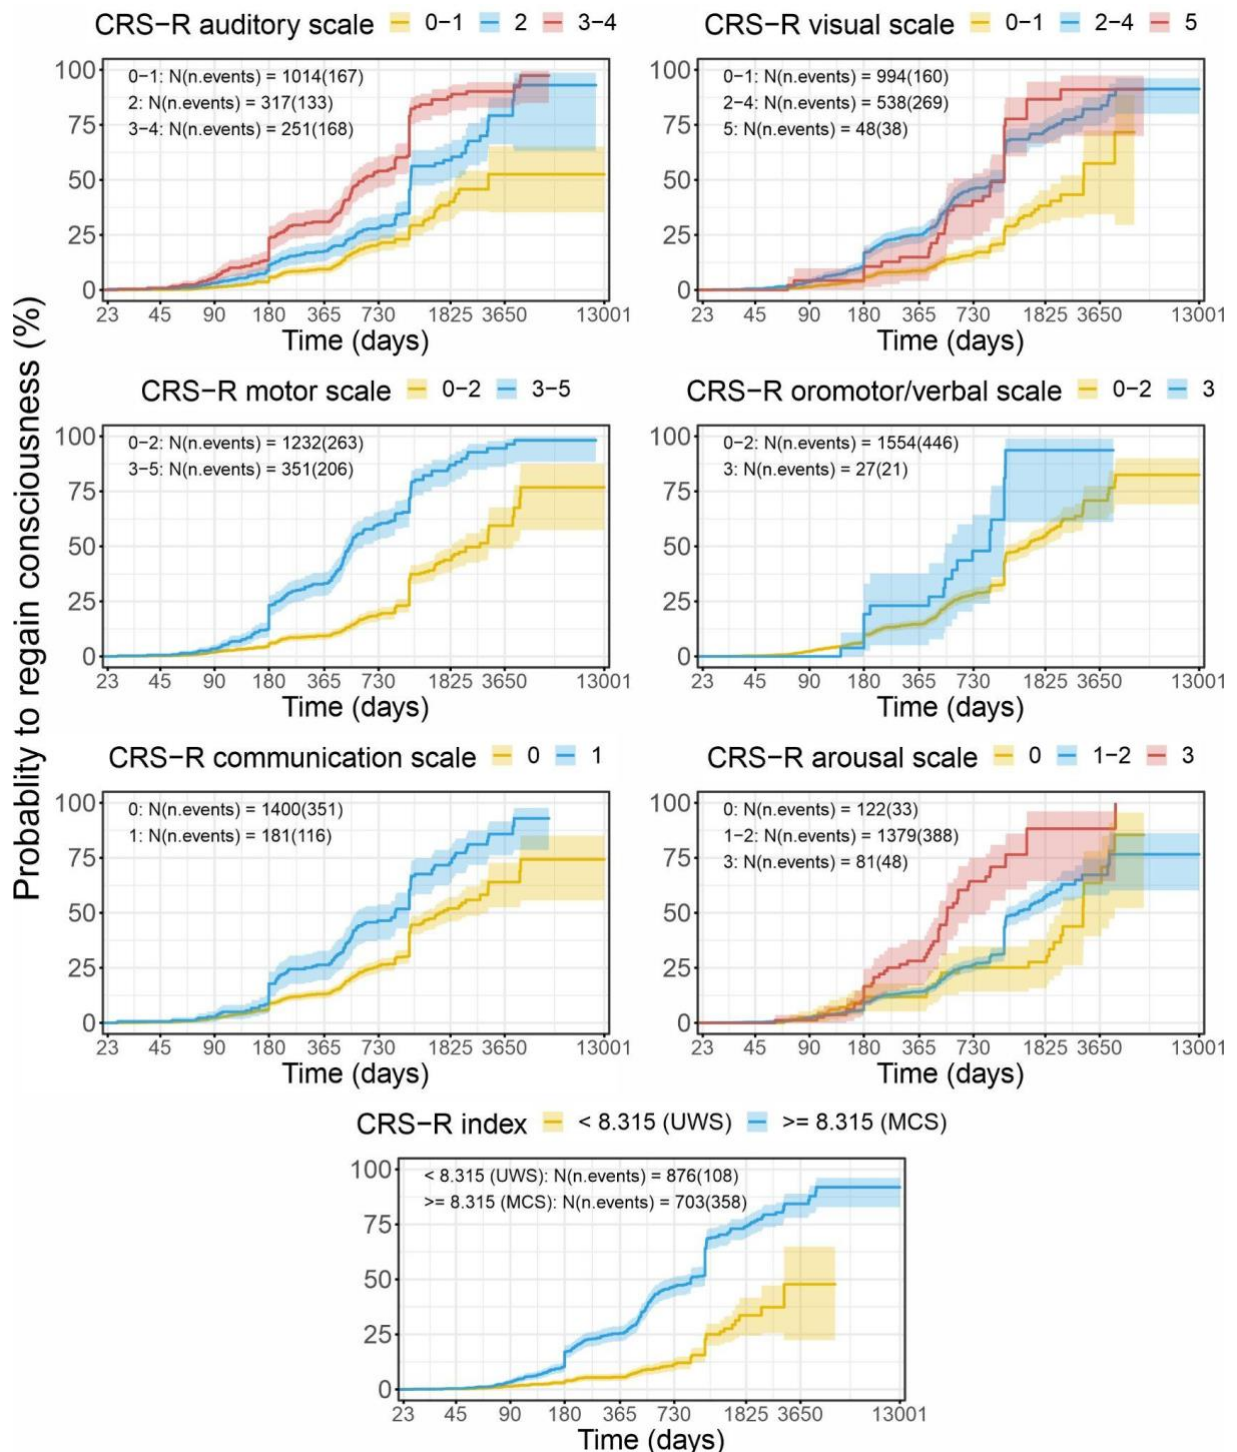 Probablity to regain consciousness (%)
CRS−R auditory scale 0−1 2 3−4
0−1: N(n.events) = 1014(167)
2: N(n.events) = 317(133)
3−4: N(n.events) = 251(168)
100
75
50
25
0
23 45 90 180 365 730 1825 3650 13001
Time (days)
CRS−R visual scale 0−1 2−4 5
0−1: N(n.events) = 994(160)
2−4: N(n.events) = 538(269)
5: N(n.events) = 48(38)
100
75
50
25
0
23 45 90 180 365 730 1825 3650 13001
Time (days)
CRS−R motor scale 0−2 3−5
0−2: N(n.events) = 1232(263)
3−5: N(n.events) = 351(206)
100
75
50
25
0
23 45 90 180 365 730 1825 3650 13001
Time (days)
CRS−R oromotor/verbal scale 0−2 3
0−2: N(n.events) = 1554(446)
3: N(n.events) = 27(21)
100
75
50
25
0
23 45 90 180 365 730 1825 3650 13001
Time (days)
CRS−R communication scale 0 1
0: N(n.events) = 1400(351)
1: N(n.events) = 181(116)
100
75
50
25
0
23 45 90 180 365 730 1825 3650 13001
Time (days)
CRS−R arousal scale 0 1−2 3
0: N(n.events) = 122(33)
1−2: N(n.events) = 1379(388)
3: N(n.events) = 81(48)
100
75
50
25
0
23 45 90 180 365 730 1825 3650 13001
Time (days)
CRS−R index < 8.315 (UWS) >= 8.315 (MCS)
< 8.315 (UWS): N(n.events) = 876(108)
>= 8.315 (MCS): N(n.events) = 703(358)
100
75
50
25
0
23 45 90 180 365 730 1825 3650 13001
Time (days)